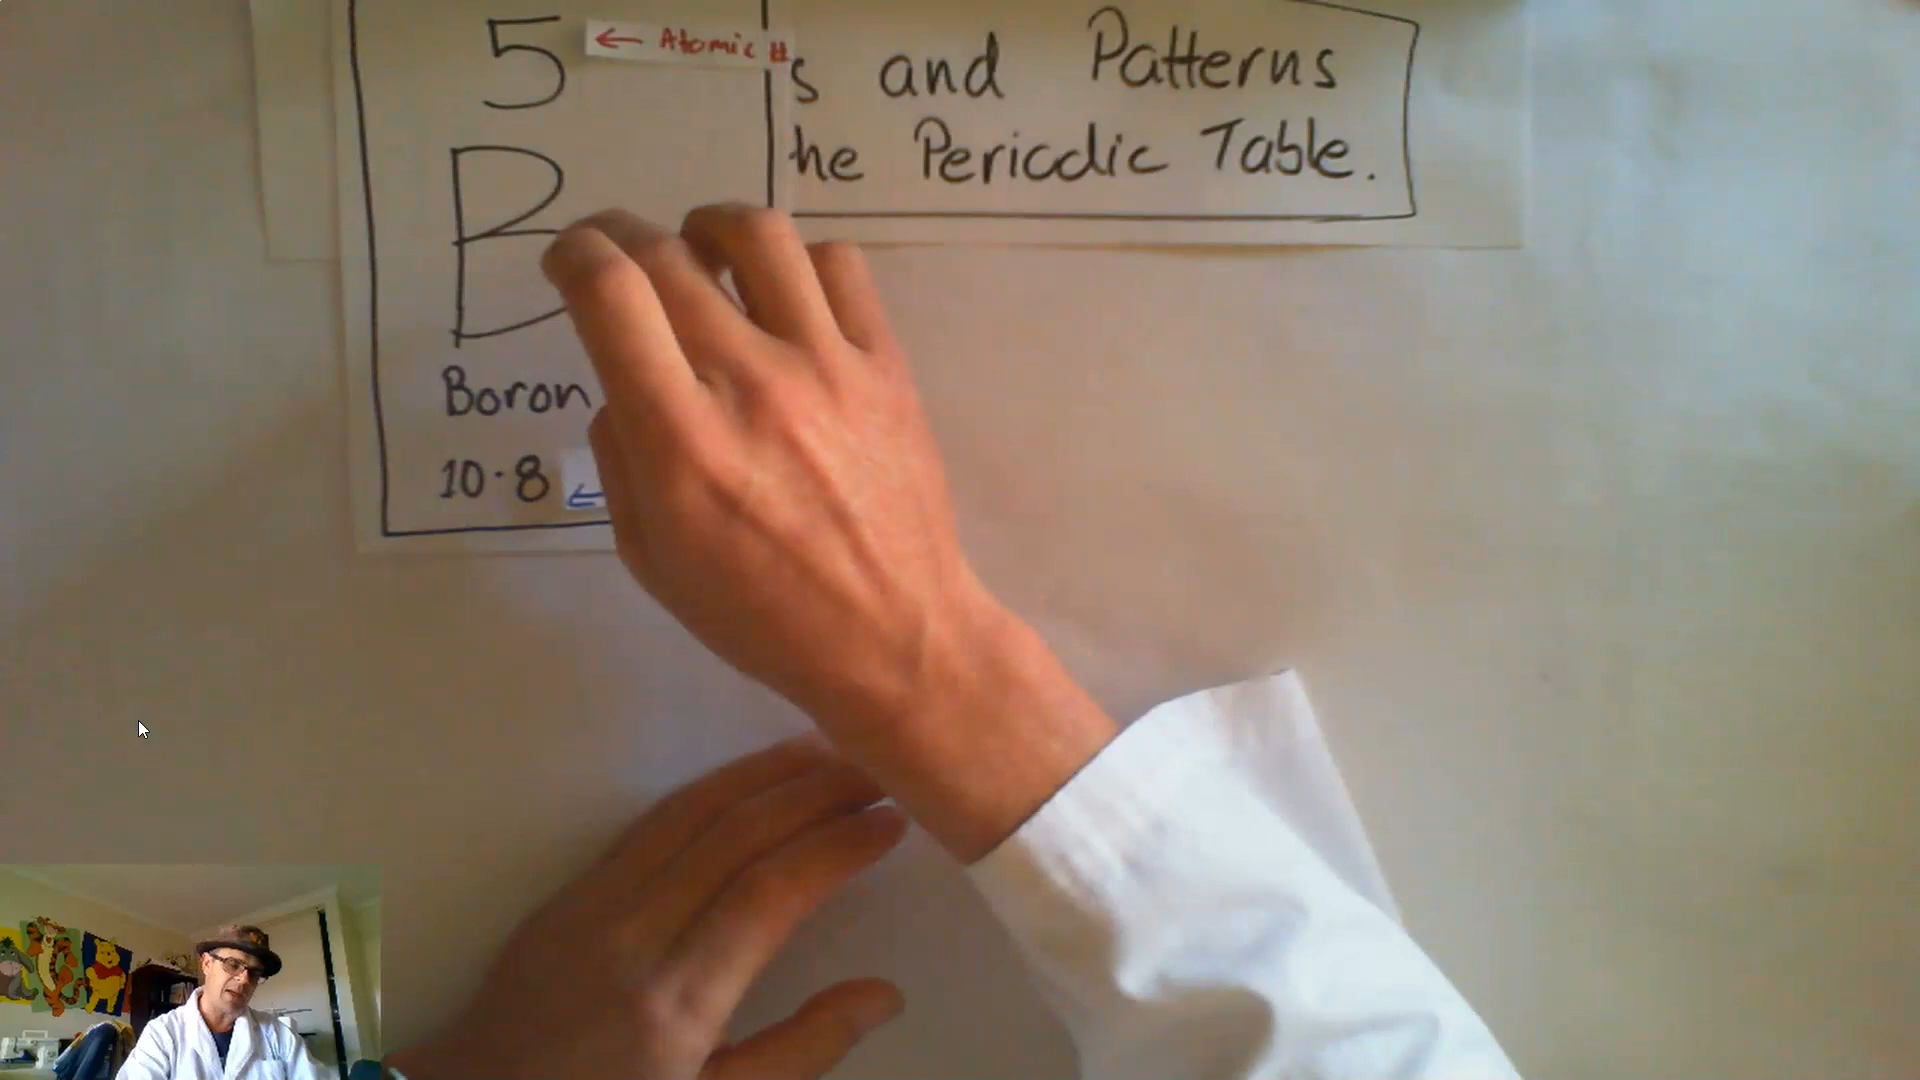 5 ← Atomic #
s and Patterns
he Periodic Table.
B
Boron
10.8 ←